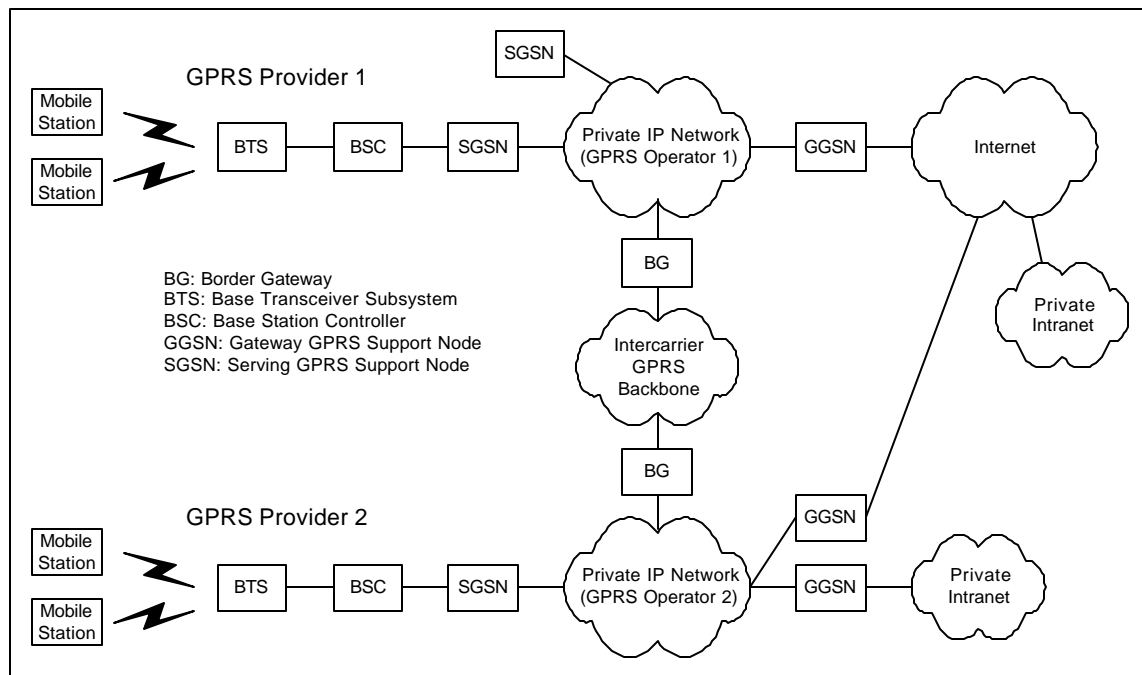 SGSN
GPRS Provider 1
Mobile
Station
Mobile
Station
BTS
BSC
SGSN
Private IP Network
(GPRS Operator 1)
GGSN
Internet
BG
BG: Border Gateway
BTS: Base Transceiver Subsystem
BSC: Base Station Controller
GGSN: Gateway GPRS Support Node
SGSN: Serving GPRS Support Node
Private
Intranet
Intercarrier
GPRS
Backbone
BG
GPRS Provider 2
Mobile
Station
Mobile
Station
BTS
BSC
SGSN
Private IP Network
(GPRS Operator 2)
GGSN
GGSN
Private
Intranet